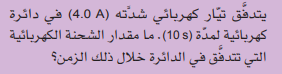 يتدفَّق تيّار كهربائي شدَّته (4.0 A) في دائرة
كهربائية لمدّة (10 s). ما مقدار الشحنة الكهربائية
التي تتدفَّق في الدائرة خلال ذلك الزمن؟